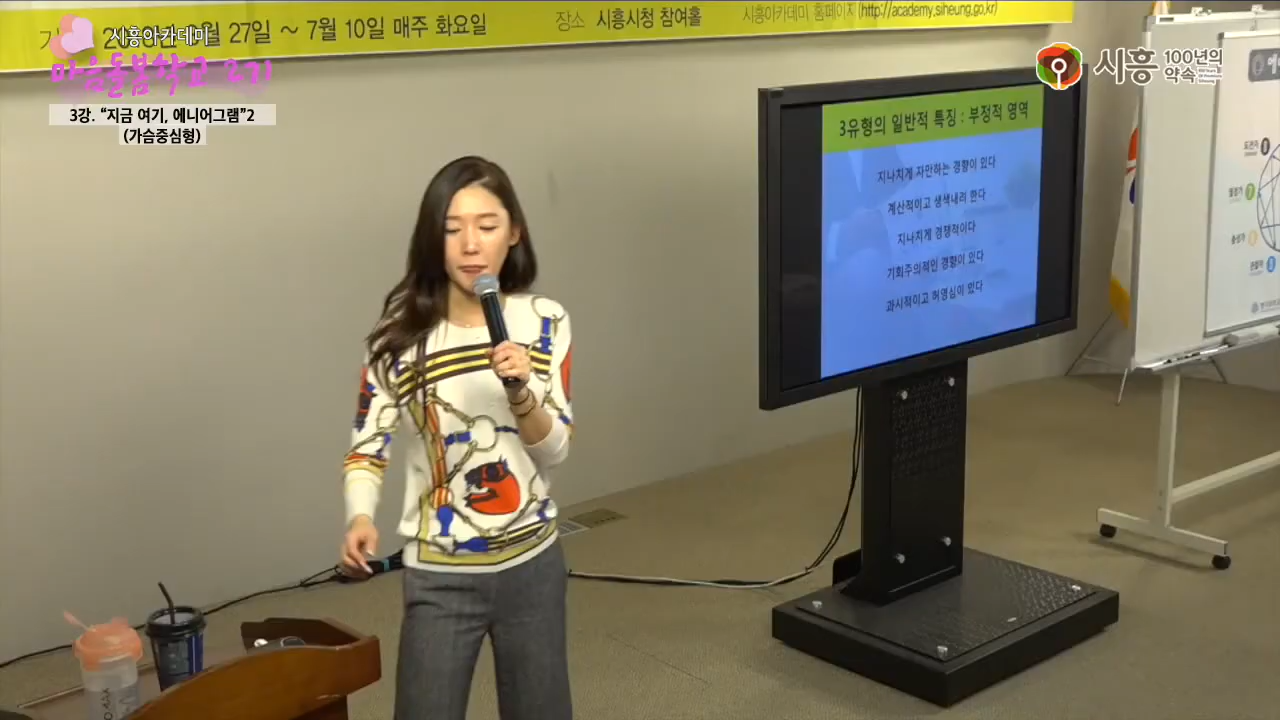 27일 ~ 7월 10일 매주 화요일
장소 시흥시청 참여홀
시흥아카데미 홈페이지(http://academy.siheung.go.kr)
시흥아카데미
마음돌봄학교 2기
3강. “지금 여기, 에니어그램”2
(가슴중심형)
시흥 100년의
약속
3유형의 일반적 특징 : 부정적 영역
지나치게 자만하는 경향이 있다
계산적이고 생색내려 한다
지나치게 경쟁적이다
기회주의적인 경향이 있다
과시적이고 허영심이 있다